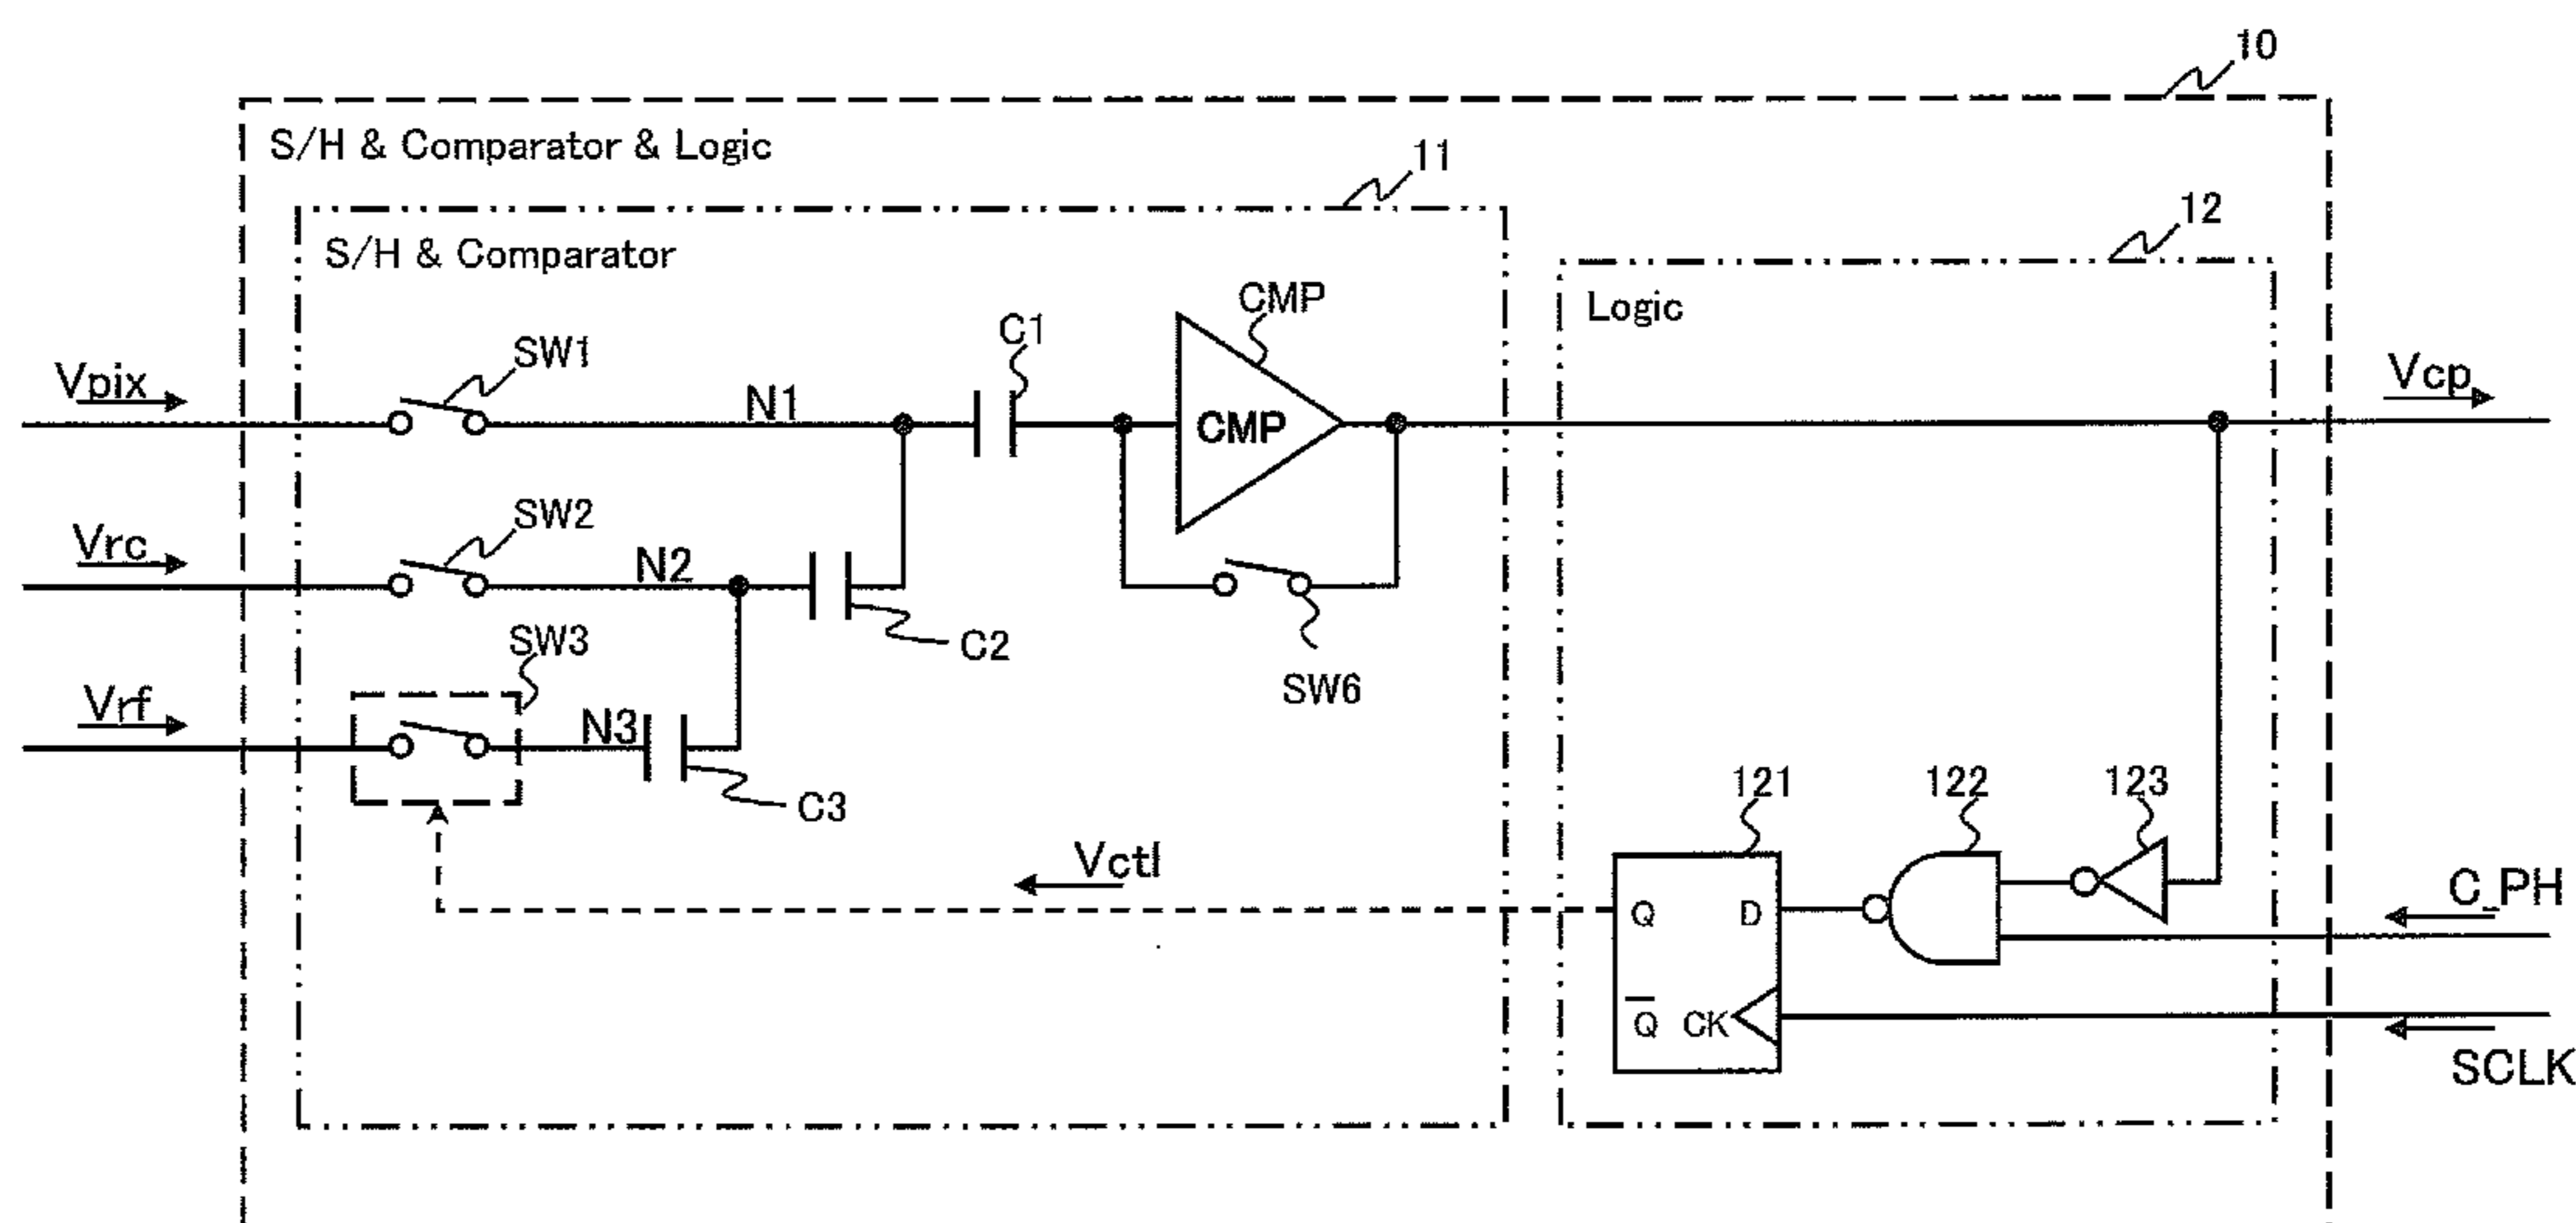 10
S/H & Comparator & Logic
11
S/H & Comparator
12
Logic
CMP
C1
SW1
Vpix
N1
CMP
Vcp
SW2
Vrc
N2
C2
SW3
SW6
Vrf
N3
C3
121
122
123
Vctl
C_PH
Q
D
Q
CK
SCLK